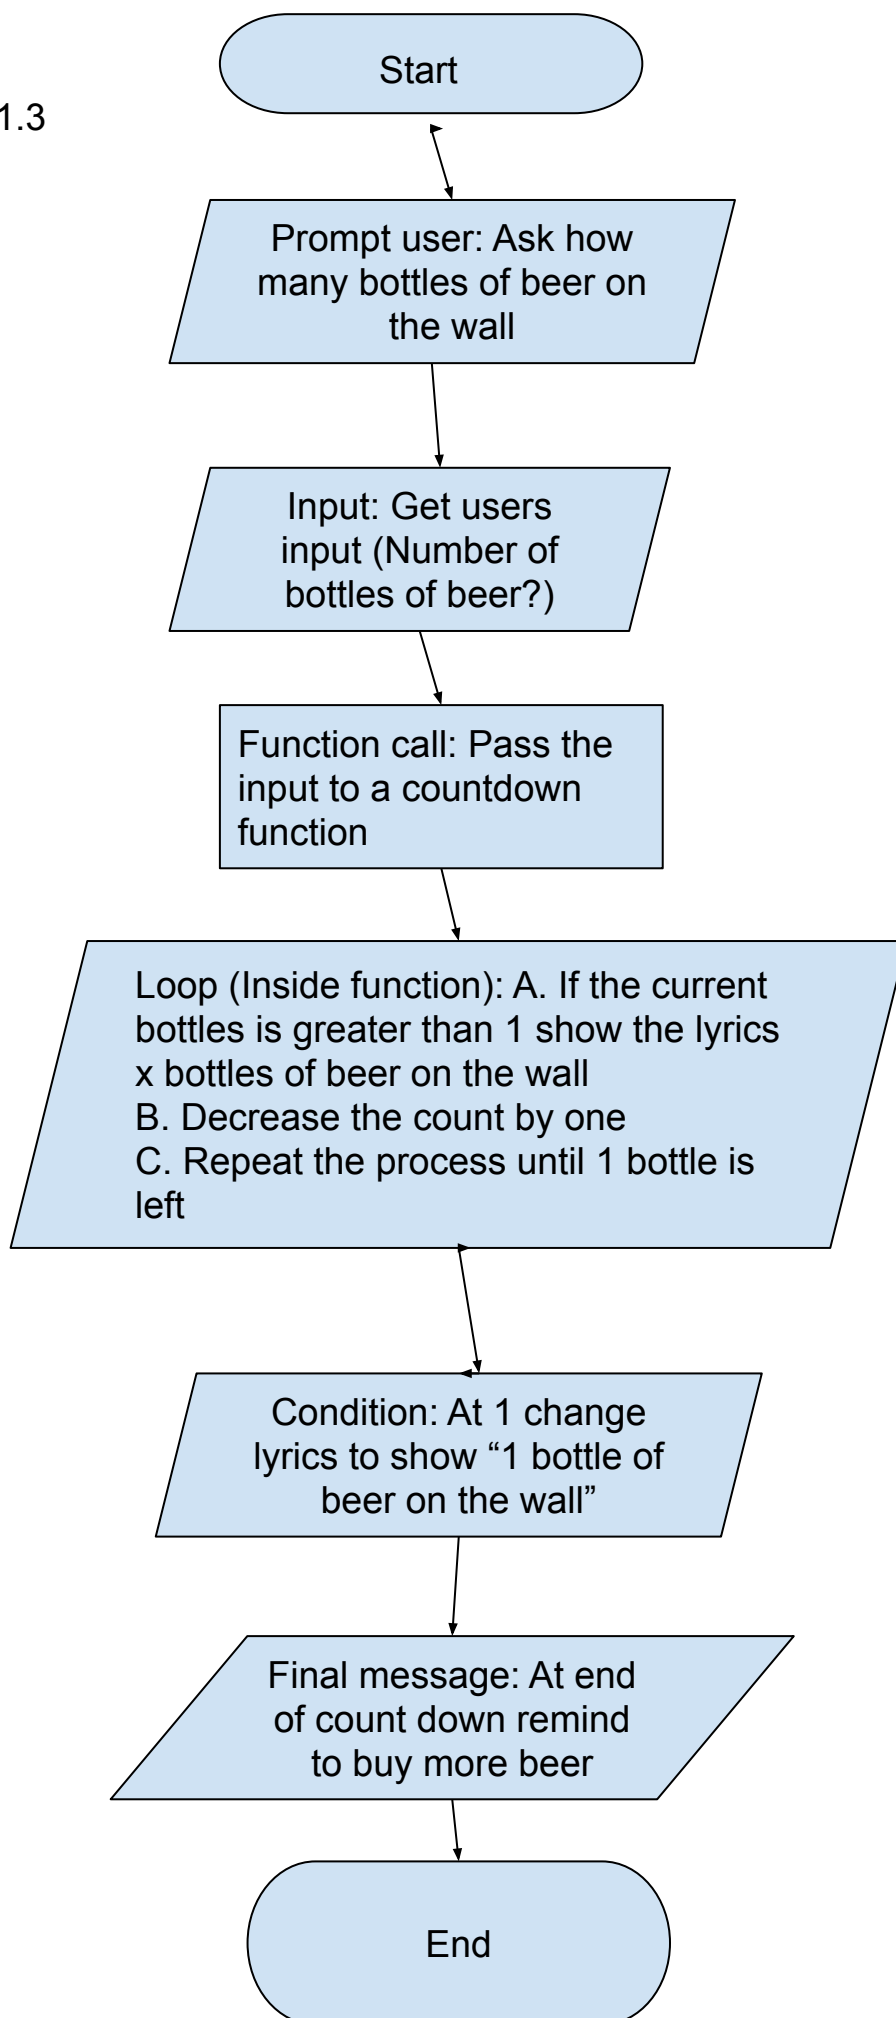 Start
1.3
Prompt user: Ask how
many bottles of beer on
the wall
Input: Get users
input (Number of
bottles of beer?)
Function call: Pass the
input to a countdown
function
Loop (Inside function): A. If the current
bottles is greater than 1 show the lyrics
x bottles of beer on the wall
B. Decrease the count by one
C. Repeat the process until 1 bottle is
left
Condition: At 1 change
lyrics to show “1 bottle of
beer on the wall”
Final message: At end
of count down remind
to buy more beer
End